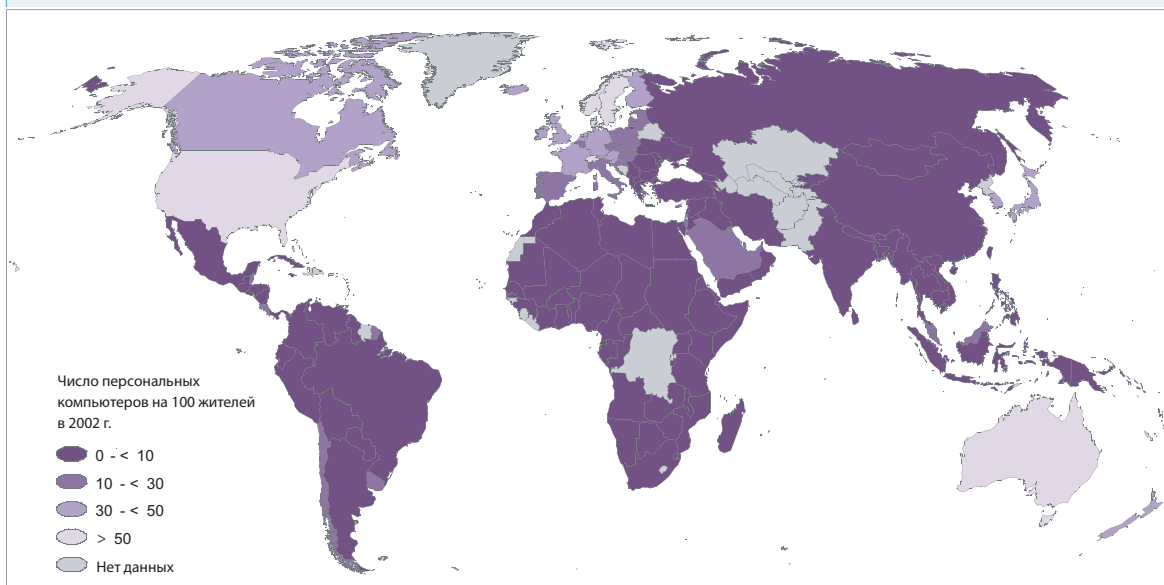 Число персональных
компьютеров на 100 жителей
в 2002 г.
0 - < 10
10 - < 30
30 - < 50
> 50
Нет данных